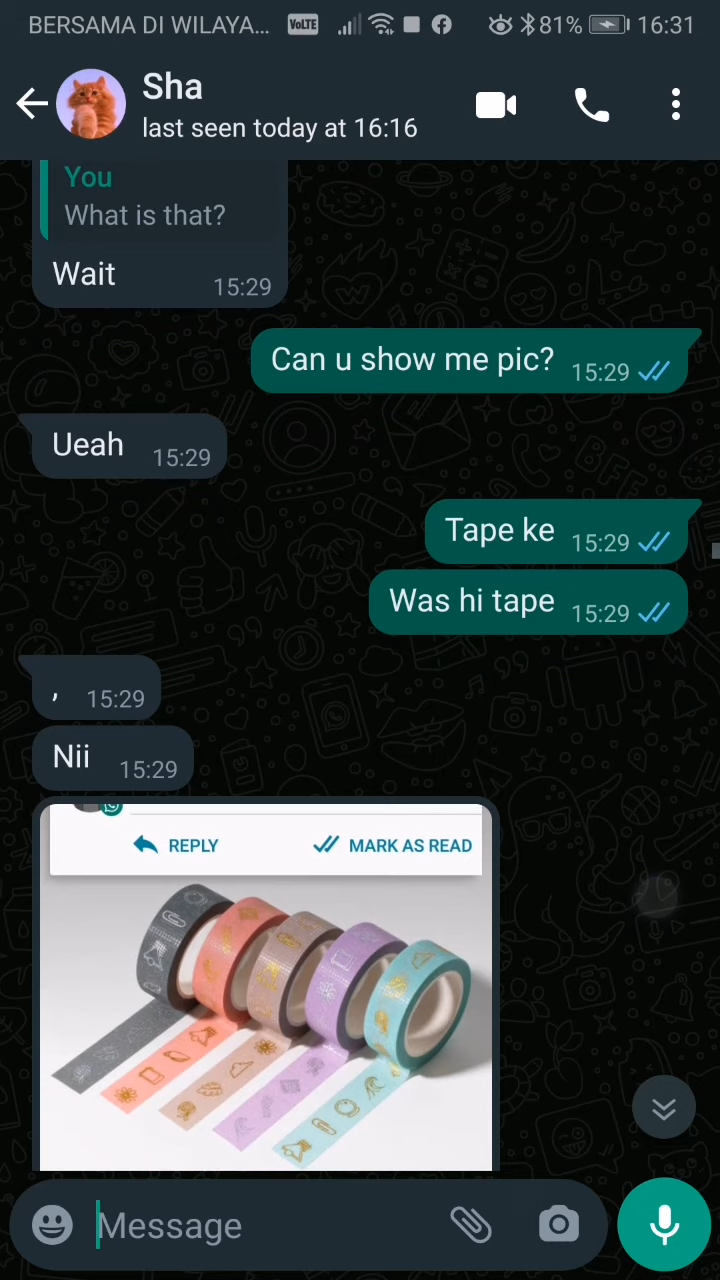 BERSAMA DI WILAYA... VoLTE 81% 16:31
Sha
last seen today at 16:16
You
What is that?
Wait 15:29
Can u show me pic? 15:29
Ueah 15:29
Tape ke 15:29
Was hi tape 15:29
, 15:29
Nii 15:29
REPLY MARK AS READ
Message